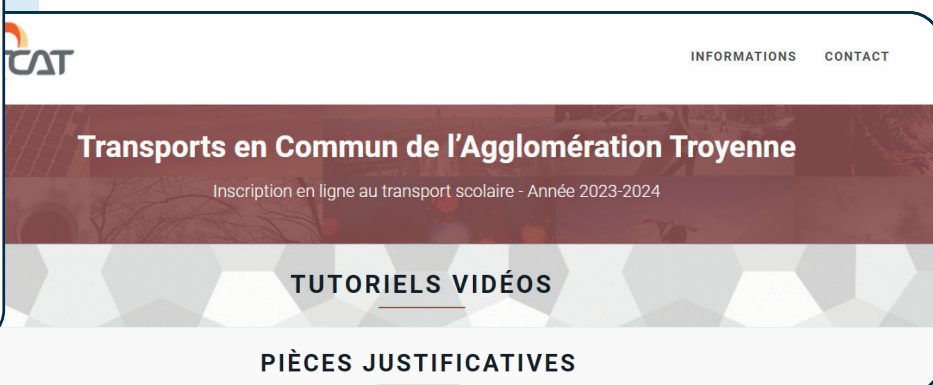 TCAT
INFORMATIONS CONTACT
Transports en Commun de l’Agglomération Troyenne
Inscription en ligne au transport scolaire - Année 2023-2024
TUTORIELS VIDÉOS
PIÈCES JUSTIFICATIVES